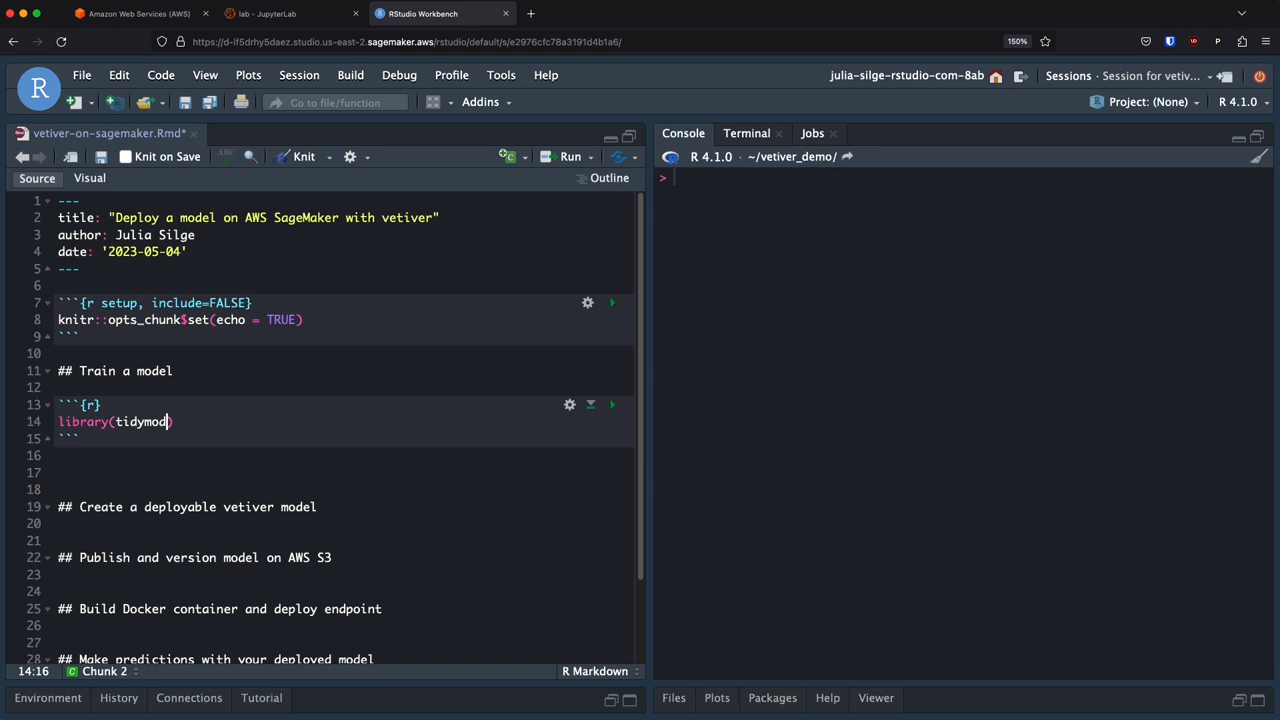 Amazon Web Services (AWS)
lab - JupyterLab
RStudio Workbench
https://d-lf5drhy5daez.studio.us-east-2.sagemaker.aws/rstudio/default/s/e2976cfc78a3191d4b1a6/
150%
R
File Edit Code View Plots Session Build Debug Profile Tools Help
julia-silge-rstudio-com-8ab
Sessions · Session for vetiv...
Go to file/function
Addins
Project: (None)
R 4.1.0
vetiver-on-sagemaker.Rmd*
Knit on Save
ABC
Knit
Run
Source Visual
Outline
1 ---
2 title: "Deploy a model on AWS SageMaker with vetiver"
3 author: Julia Silge
4 date: '2023-05-04'
5 ---
6
7 ```{r setup, include=FALSE}
8 knitr::opts_chunk$set(echo = TRUE)
9 ```
10
11 ## Train a model
12
13 ```{r}
14 library(tidymod)
15 ```
16
17
18
19 ## Create a deployable vetiver model
20
21
22 ## Publish and version model on AWS S3
23
24
25 ## Build Docker container and deploy endpoint
26
27
28 ## Make predictions with your deployed model
14:16
Chunk 2
R Markdown
Environment History Connections Tutorial
Console Terminal Jobs
R 4.1.0 · ~/vetiver_demo/
>
Files Plots Packages Help Viewer